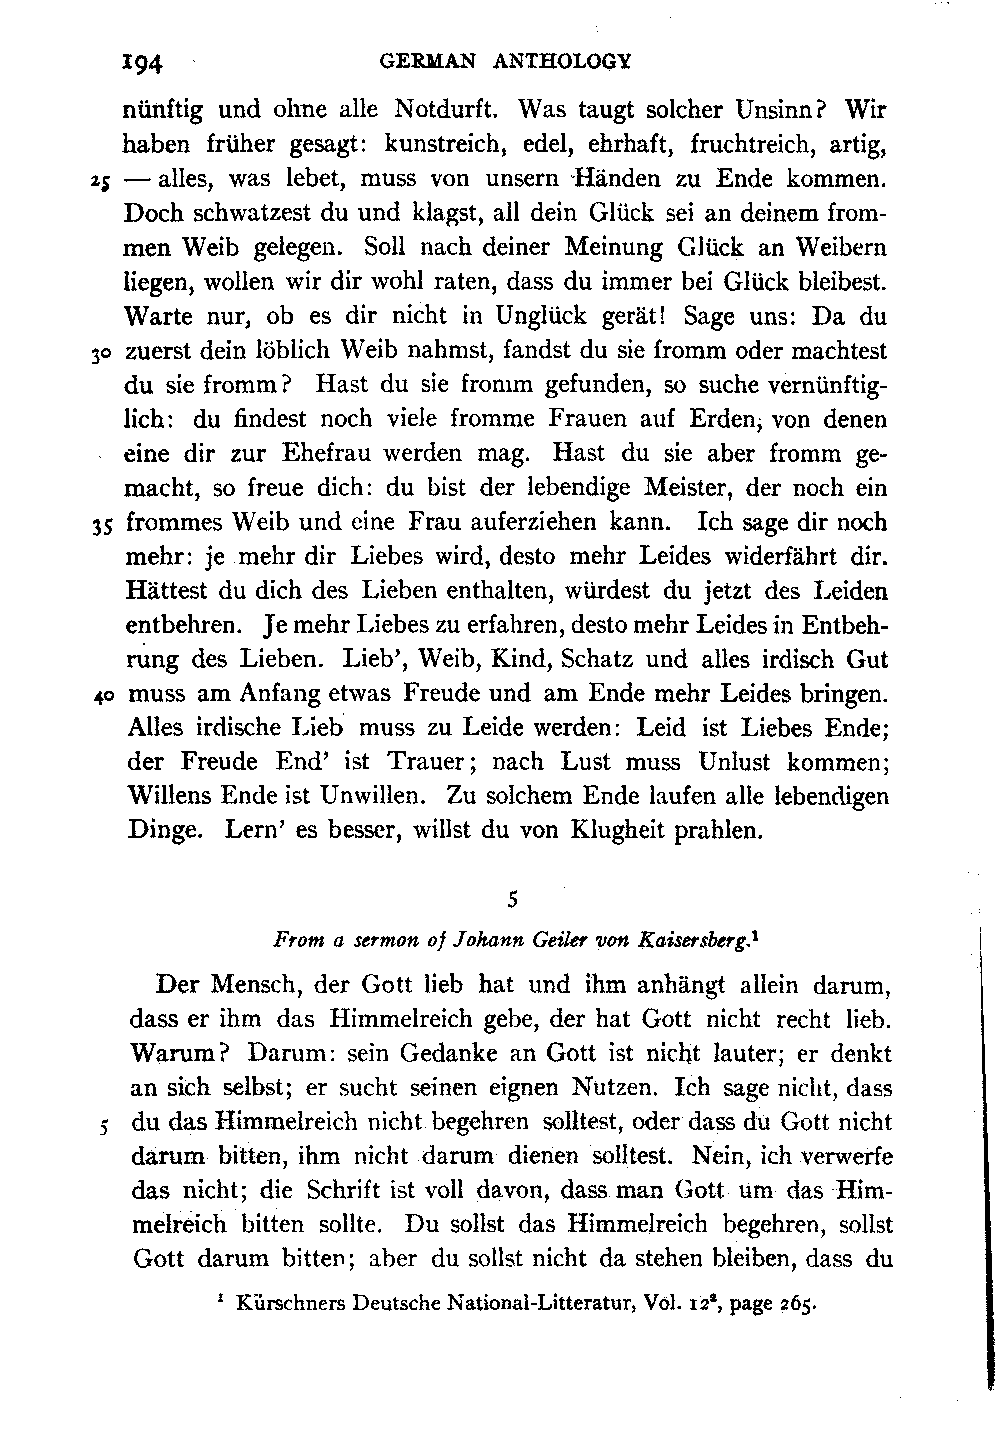 194 GERMAN ANTHOLOGY
nünftig und ohne alle Notdurft. Was taugt solcher Unsinn? Wir
haben früher gesagt: kunstreich, edel, ehrhaft, fruchtreich, artig,
25 — alles, was lebet, muss von unsern Händen zu Ende kommen.
Doch schwatzest du und klagst, all dein Glück sei an deinem from-
men Weib gelegen. Soll nach deiner Meinung Glück an Weibern
liegen, wollen wir dir wohl raten, dass du immer bei Glück bleibest.
Warte nur, ob es dir nicht in Unglück gerät! Sage uns: Da du
30 zuerst dein löblich Weib nahmst, fandst du sie fromm oder machtest
du sie fromm? Hast du sie fromm gefunden, so suche vernünftig-
lich: du findest noch viele fromme Frauen auf Erden, von denen
eine dir zur Ehefrau werden mag. Hast du sie aber fromm ge-
macht, so freue dich: du bist der lebendige Meister, der noch ein
35 frommes Weib und eine Frau auferziehen kann. Ich sage dir noch
mehr: je mehr dir Liebes wird, desto mehr Leides widerfährt dir.
Hättest du dich des Lieben enthalten, würdest du jetzt des Leiden
entbehren. Je mehr Liebes zu erfahren, desto mehr Leides in Entbeh-
rung des Lieben. Lieb', Weib, Kind, Schatz und alles irdisch Gut
40 muss am Anfang etwas Freude und am Ende mehr Leides bringen.
Alles irdische Lieb muss zu Leide werden: Leid ist Liebes Ende;
der Freude End' ist Trauer; nach Lust muss Unlust kommen;
Willens Ende ist Unwillen. Zu solchem Ende laufen alle lebendigen
Dinge. Lern' es besser, willst du von Klugheit prahlen.
5
From a sermon of Johann Geiler von Kaisersberg.¹
Der Mensch, der Gott lieb hat und ihm anhängt allein darum,
dass er ihm das Himmelreich gebe, der hat Gott nicht recht lieb.
Warum? Darum: sein Gedanke an Gott ist nicht lauter; er denkt
an sich selbst; er sucht seinen eignen Nutzen. Ich sage nicht, dass
5 du das Himmelreich nicht begehren solltest, oder dass du Gott nicht
darum bitten, ihm nicht darum dienen solltest. Nein, ich verwerfe
das nicht; die Schrift ist voll davon, dass man Gott um das Him-
melreich bitten sollte. Du sollst das Himmelreich begehren, sollst
Gott darum bitten; aber du sollst nicht da stehen bleiben, dass du
¹ Kürschners Deutsche National-Litteratur, Vol. 12², page 265.